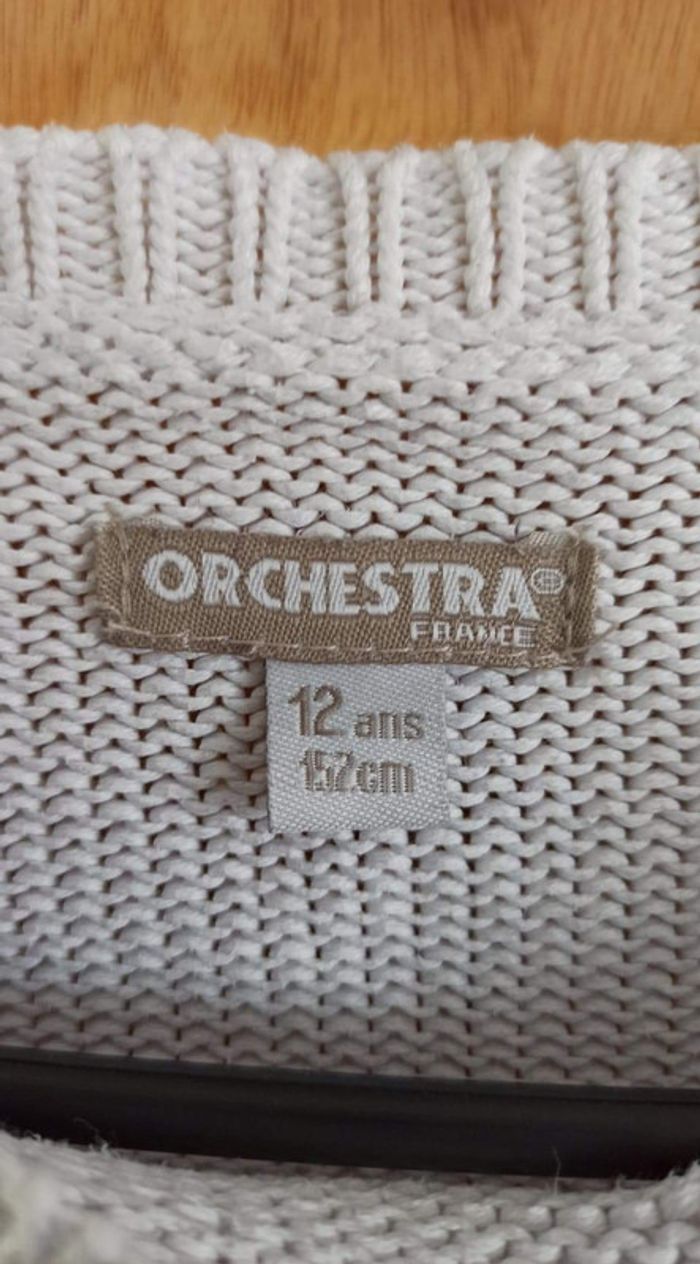 ORCHESTRA®
FRANCE
12 ans
152cm